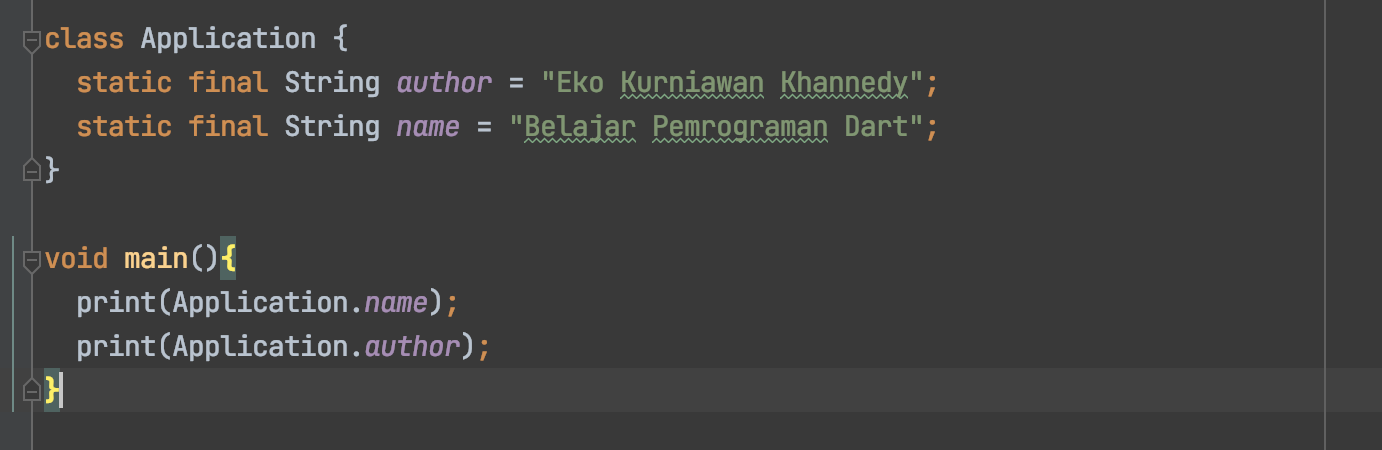 class Application {
  static final String author = "Eko Kurniawan Khannedy";
  static final String name = "Belajar Pemrograman Dart";
}
void main(){
  print(Application.name);
  print(Application.author);
}